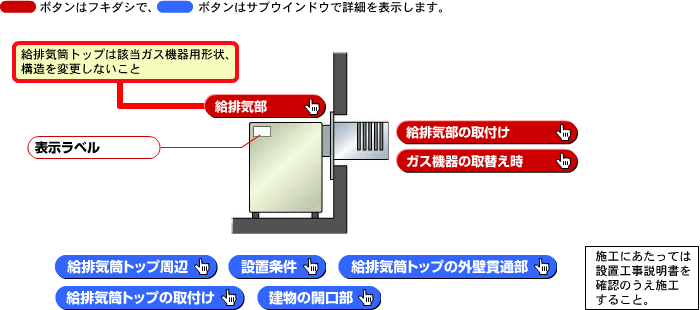 ボタンはフキダシで、 ボタンはサブウインドウで詳細を表示します。
給排気筒トップは該当ガス機器用形状、
構造を変更しないこと
給排気部
給排気部の取付け
表示ラベル
ガス機器の取替え時
給排気筒トップ周辺 設置条件 給排気筒トップの外壁貫通部
給排気筒トップの取付け 建物の開口部
施工にあたっては
設置工事説明書を
確認のうえ施工
すること。